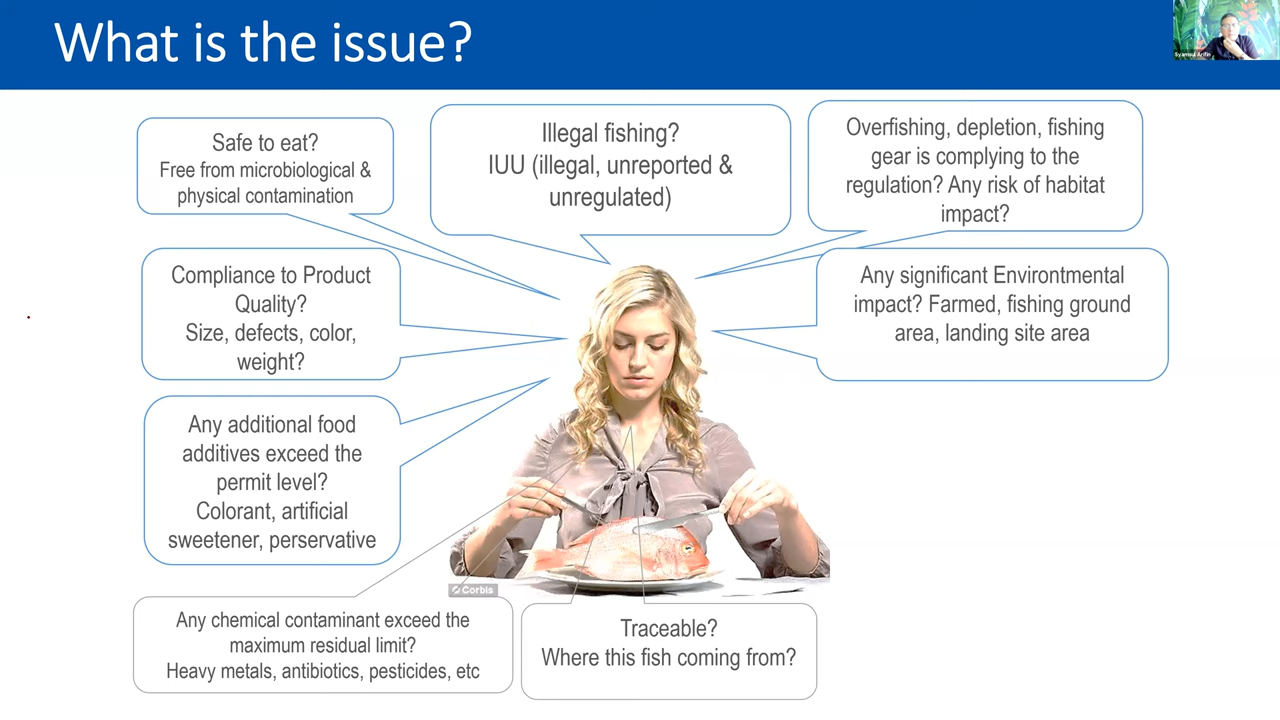 What is the issue?
Syamsul Arifin
Safe to eat?
Free from microbiological &
physical contamination
Illegal fishing?
IUU (illegal, unreported &
unregulated)
Overfishing, depletion, fishing
gear is complying to the
regulation? Any risk of habitat
impact?
Compliance to Product
Quality?
Size, defects, color,
weight?
Any significant Environtmental
impact? Farmed, fishing ground
area, landing site area
Any additional food
additives exceed the
permit level?
Colorant, artificial
sweetener, perservative
Corbis
Any chemical contaminant exceed the
maximum residual limit?
Heavy metals, antibiotics, pesticides, etc
Traceable?
Where this fish coming from?